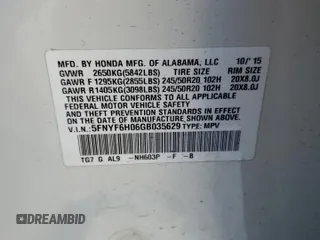 MFD. BY HONDA MFG. OF ALABAMA, LLC 10/'15
GVWR 2650KG(5842LBS) TIRE SIZE RIM SIZE
GAWR F 1295KG(2855LBS) 245/50R20 102H 20X8.0J
GAWR R 1405KG(3098LBS) 245/50R20 102H 20X8.0J
THIS VEHICLE CONFORMS TO ALL APPLICABLE FEDERAL
MOTOR VEHICLE SAFETY AND THEFT PREVENTION
STANDARDS IN EFFECT ON THE DATE OF MANUFACTURE
SHOWN ABOVE.
V.I.N.: 5FNYF6H06GB035629 TYPE: MPV
TG7 G AL9 -NH603P -F -B